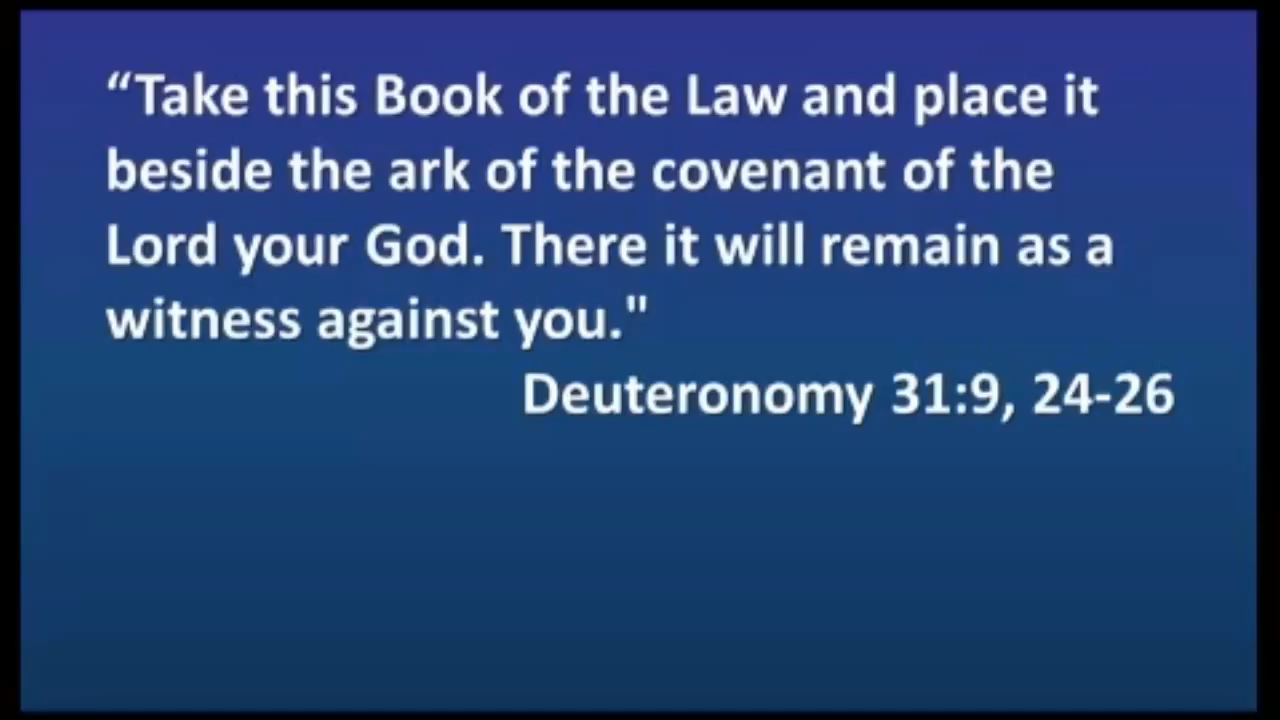 “Take this Book of the Law and place it
beside the ark of the covenant of the
Lord your God. There it will remain as a
witness against you."
Deuteronomy 31:9, 24-26